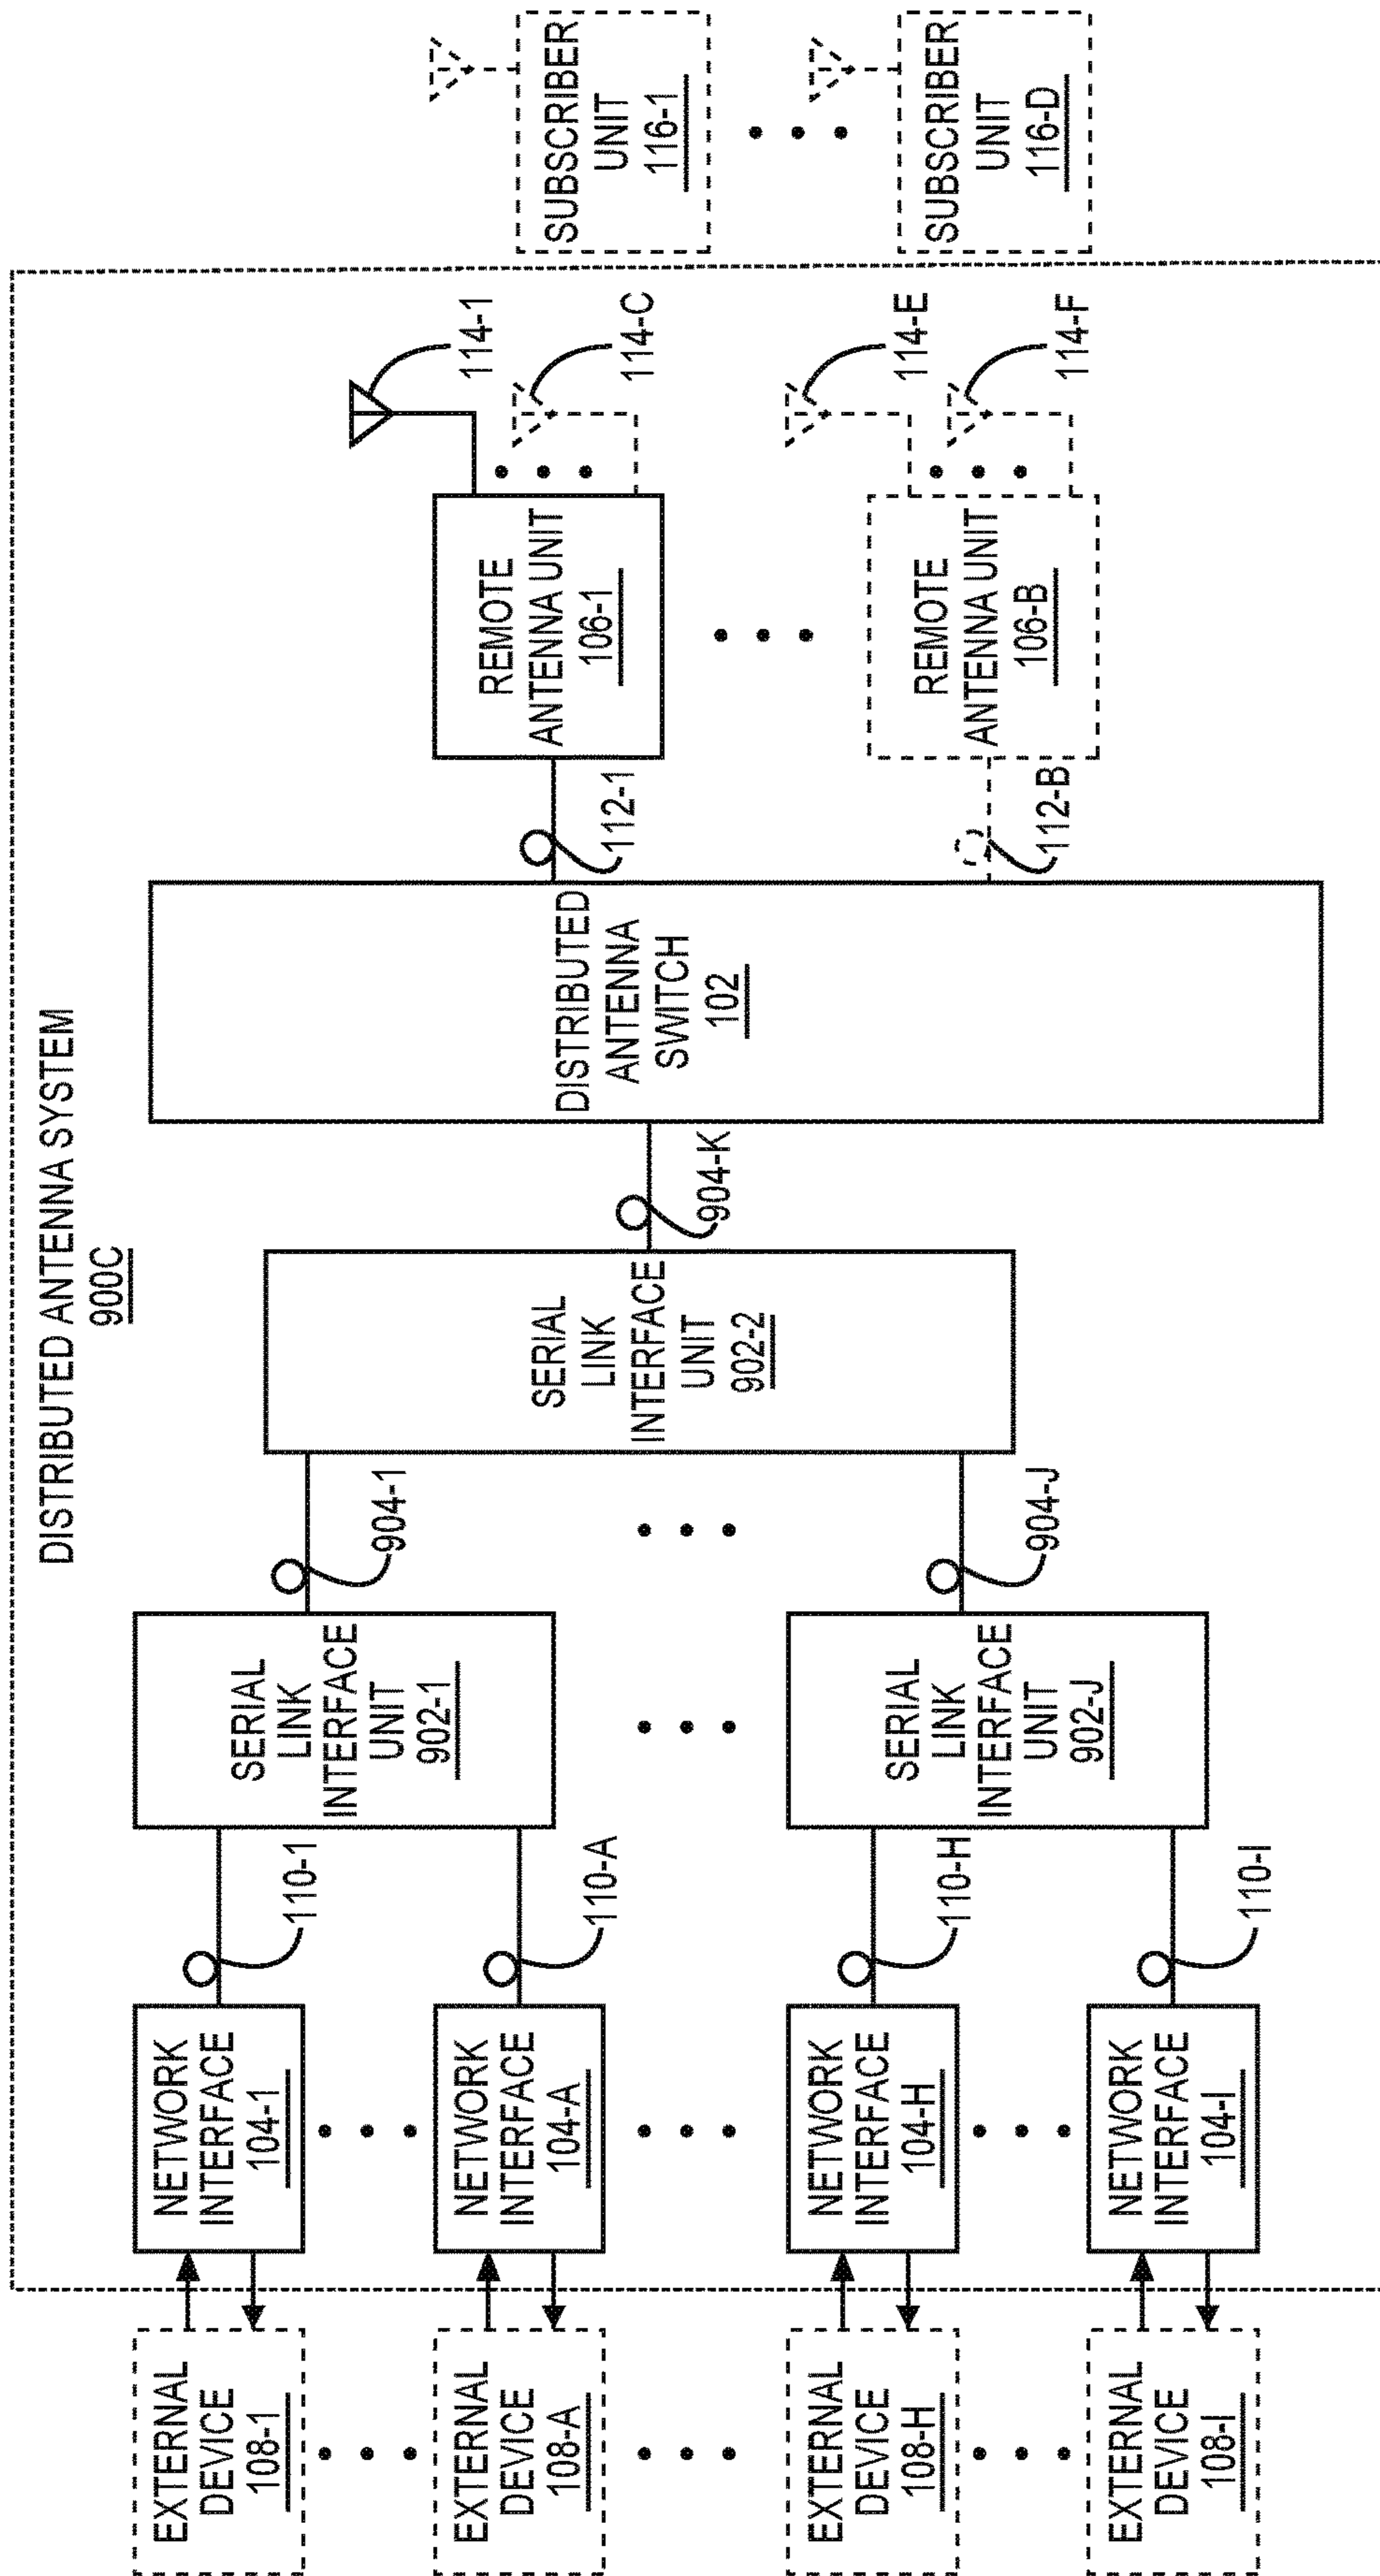 DISTRIBUTED ANTENNA SYSTEM
900C
EXTERNAL
DEVICE
108-1
EXTERNAL
DEVICE
108-A
EXTERNAL
DEVICE
108-H
EXTERNAL
DEVICE
108-I
NETWORK
INTERFACE
104-1
NETWORK
INTERFACE
104-A
NETWORK
INTERFACE
104-H
NETWORK
INTERFACE
104-I
110-1
110-A
110-H
110-I
SERIAL
LINK
INTERFACE
UNIT
902-1
SERIAL
LINK
INTERFACE
UNIT
902-J
904-1
904-J
SERIAL
LINK
INTERFACE
UNIT
902-2
904-K
DISTRIBUTED
ANTENNA
SWITCH
102
112-1
112-B
REMOTE
ANTENNA UNIT
106-1
REMOTE
ANTENNA UNIT
106-B
114-1
114-C
114-E
114-F
SUBSCRIBER
UNIT
116-1
SUBSCRIBER
UNIT
116-D